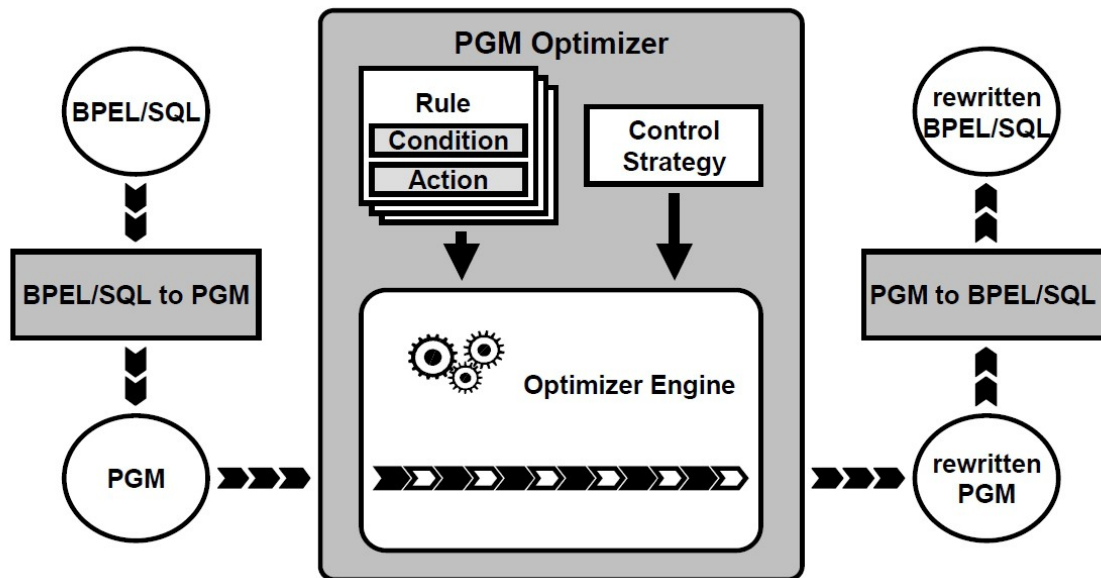 PGM Optimizer
BPEL/SQL
Rule
Condition
Action
Control
Strategy
rewritten
BPEL/SQL
BPEL/SQL to PGM
PGM to BPEL/SQL
Optimizer Engine
PGM
rewritten
PGM